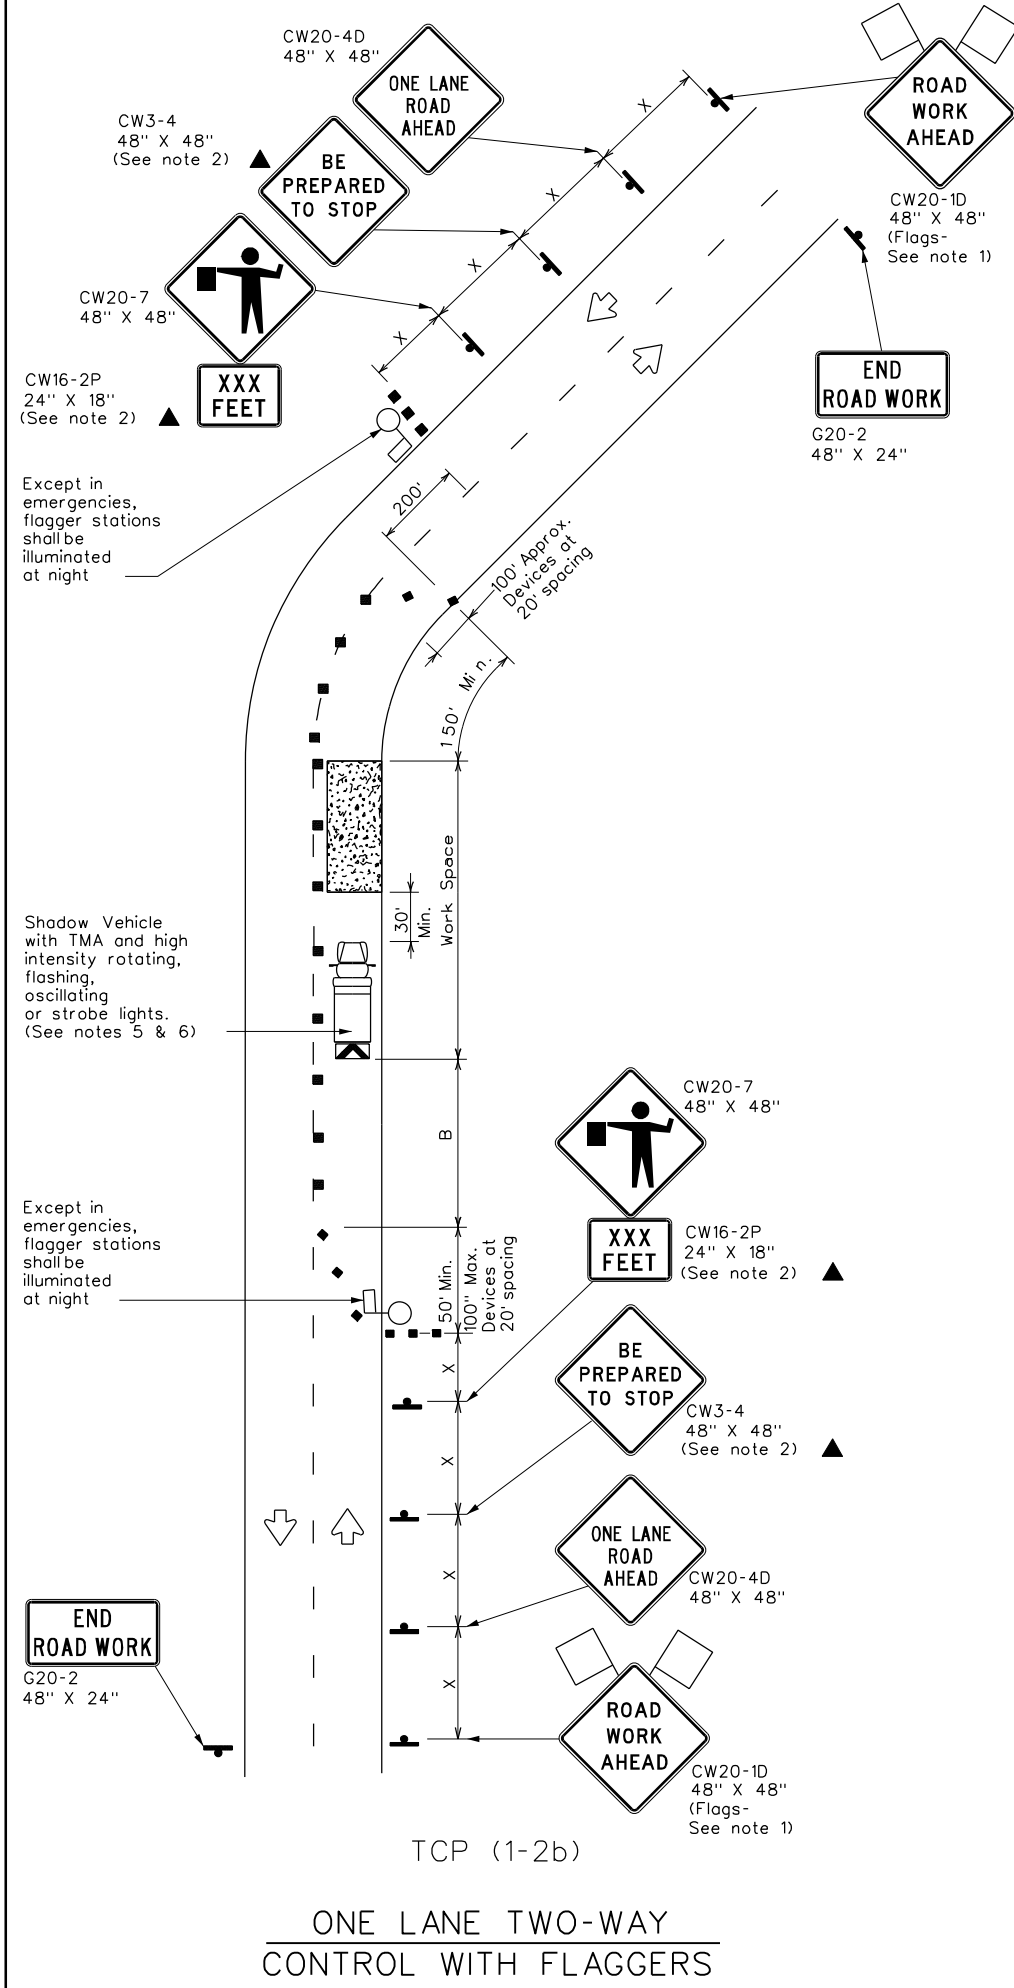 CW20-4D
48" X 48"
ONE LANE
ROAD
AHEAD
ROAD
WORK
AHEAD
CW20-1D
48" X 48"
(Flags-
See note 1)
CW3-4
48" X 48"
(See note 2)
BE
PREPARED
TO STOP
X
X
X
X
CW20-7
48" X 48"
CW16-2P
24" X 18"
(See note 2)
XXX
FEET
END
ROAD WORK
G20-2
48" X 24"
Except in
emergencies,
flagger stations
shall be
illuminated
at night
200'
100' Approx.
Devices at
20' spacing
150' Min.
Work Space
30'
Min.
Shadow Vehicle
with TMA and high
intensity rotating,
flashing,
oscillating
or strobe lights.
(See notes 5 & 6)
B
CW20-7
48" X 48"
XXX
FEET
CW16-2P
24" X 18"
(See note 2)
Except in
emergencies,
flagger stations
shall be
illuminated
at night
50' Min.
100" Max.
Devices at
20' spacing
X
X
X
X
BE
PREPARED
TO STOP
CW3-4
48" X 48"
(See note 2)
ONE LANE
ROAD
AHEAD
CW20-4D
48" X 48"
END
ROAD WORK
G20-2
48" X 24"
ROAD
WORK
AHEAD
CW20-1D
48" X 48"
(Flags-
See note 1)
TCP (1-2b)
ONE LANE TWO-WAY
CONTROL WITH FLAGGERS